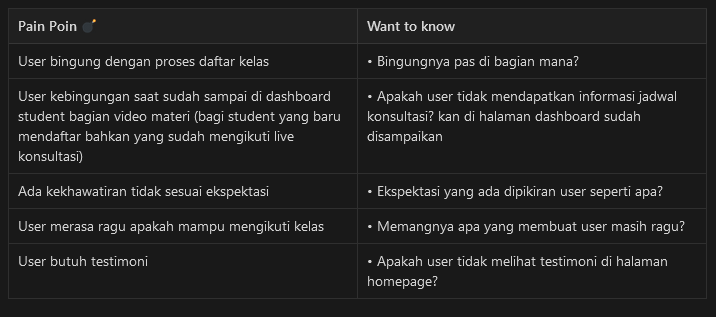 Pain Poin 💣
Want to know
User bingung dengan proses daftar kelas
• Bingungnya pas di bagian mana?
User kebingungan saat sudah sampai di dashboard
student bagian video materi (bagi student yang baru
mendaftar bahkan yang sudah mengikuti live
konsultasi)
• Apakah user tidak mendapatkan informasi jadwal
konsultasi? kan di halaman dashboard sudah
disampaikan
Ada kekhawatiran tidak sesuai ekspektasi
• Ekspektasi yang ada dipikiran user seperti apa?
User merasa ragu apakah mampu mengikuti kelas
• Memangnya apa yang membuat user masih ragu?
User butuh testimoni
• Apakah user tidak melihat testimoni di halaman
homepage?